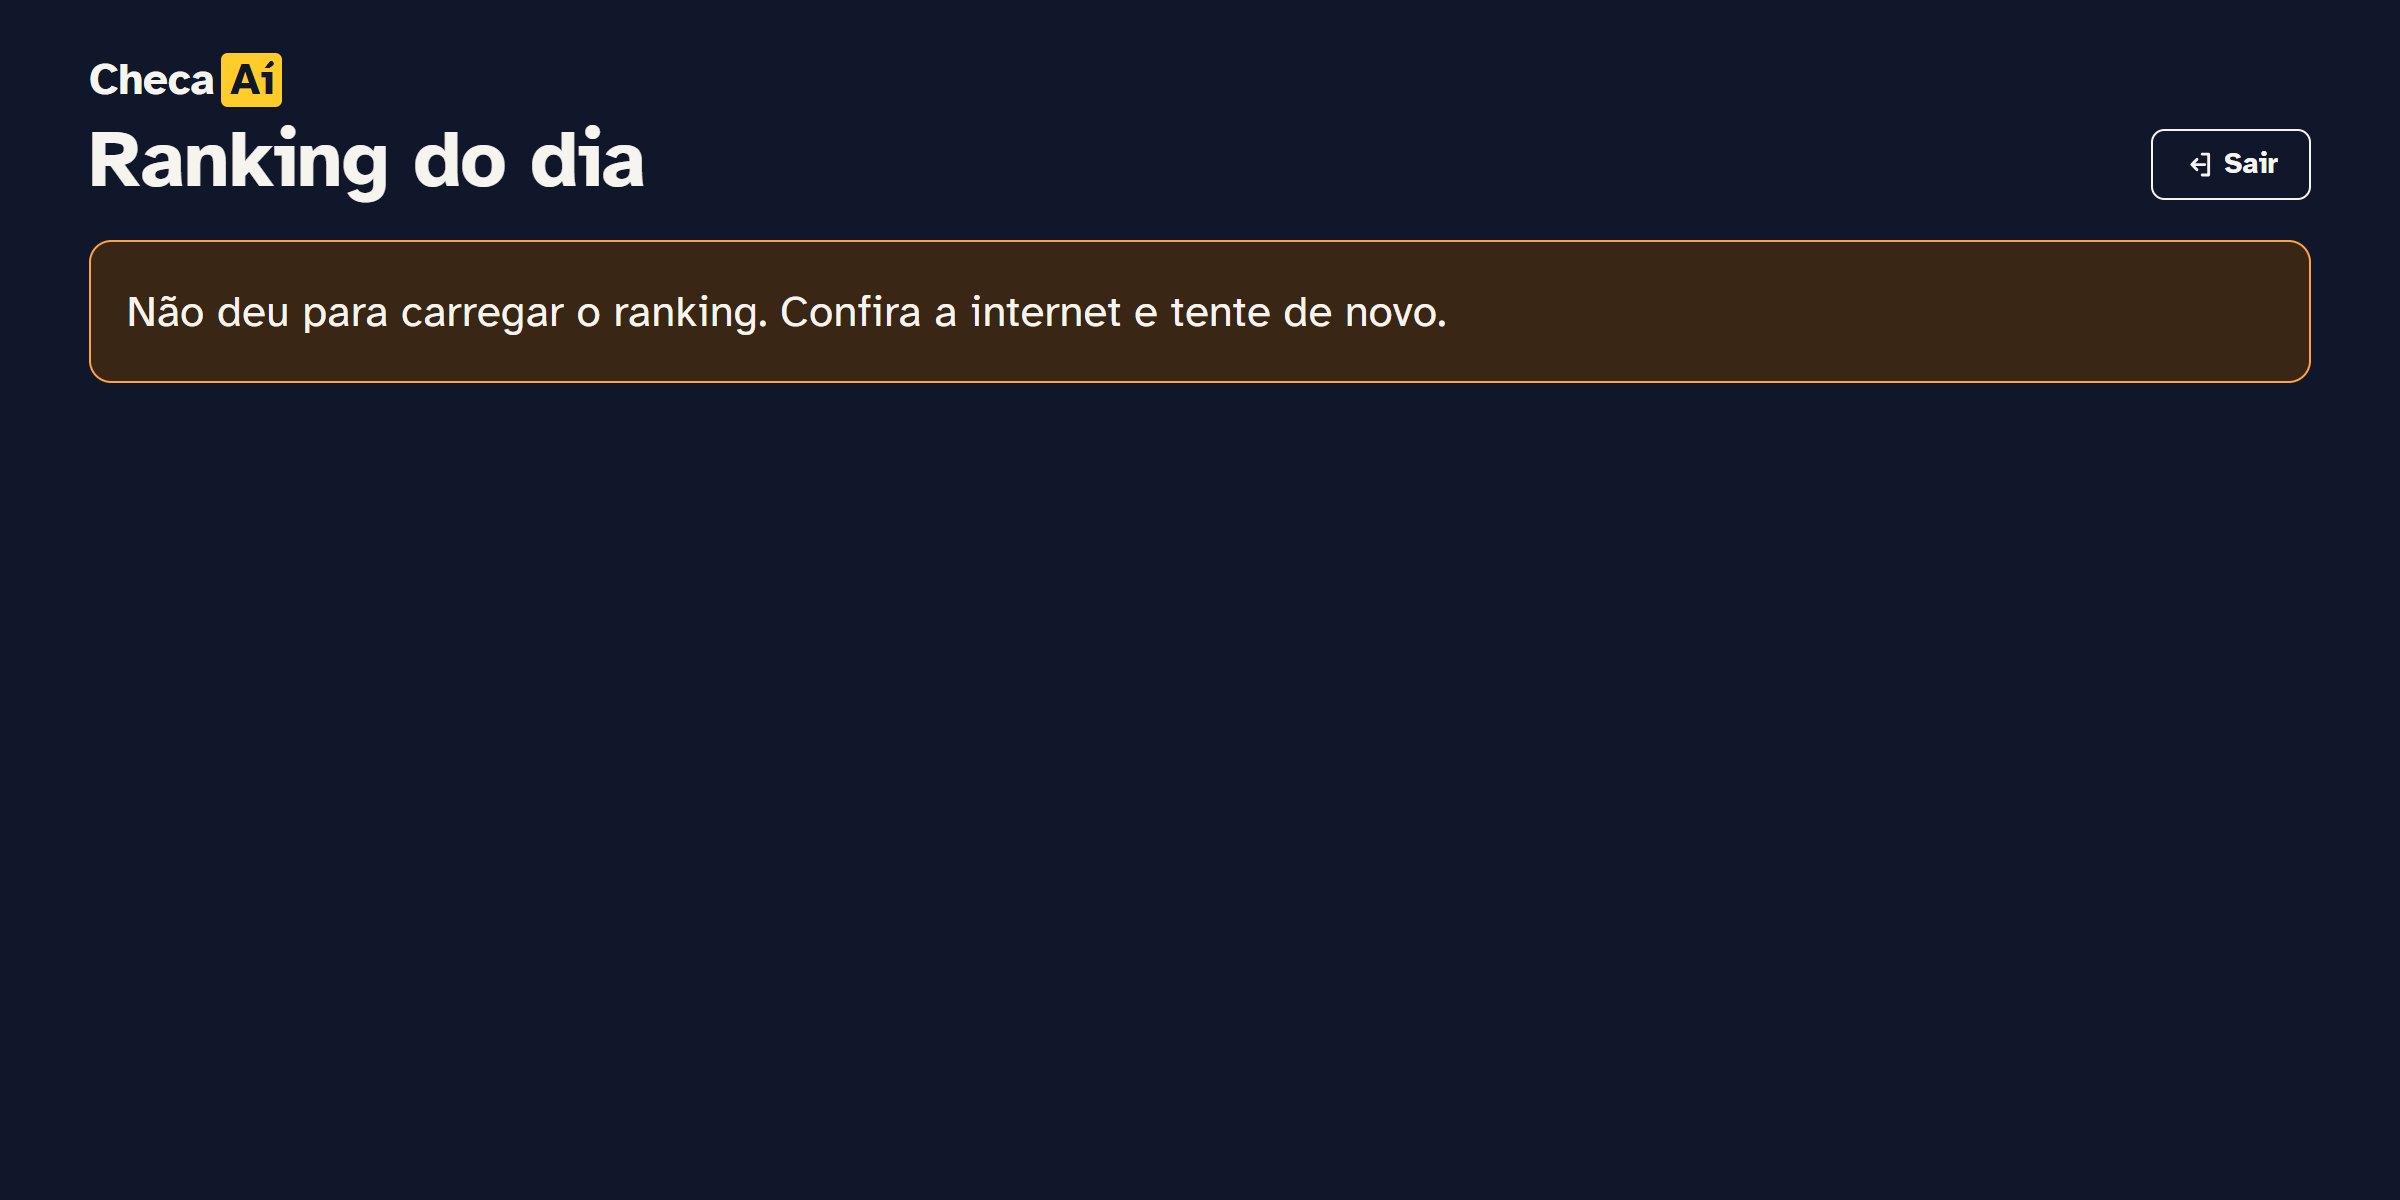 Checa Aí
Ranking do dia
Sair
Não deu para carregar o ranking. Confira a internet e tente de novo.